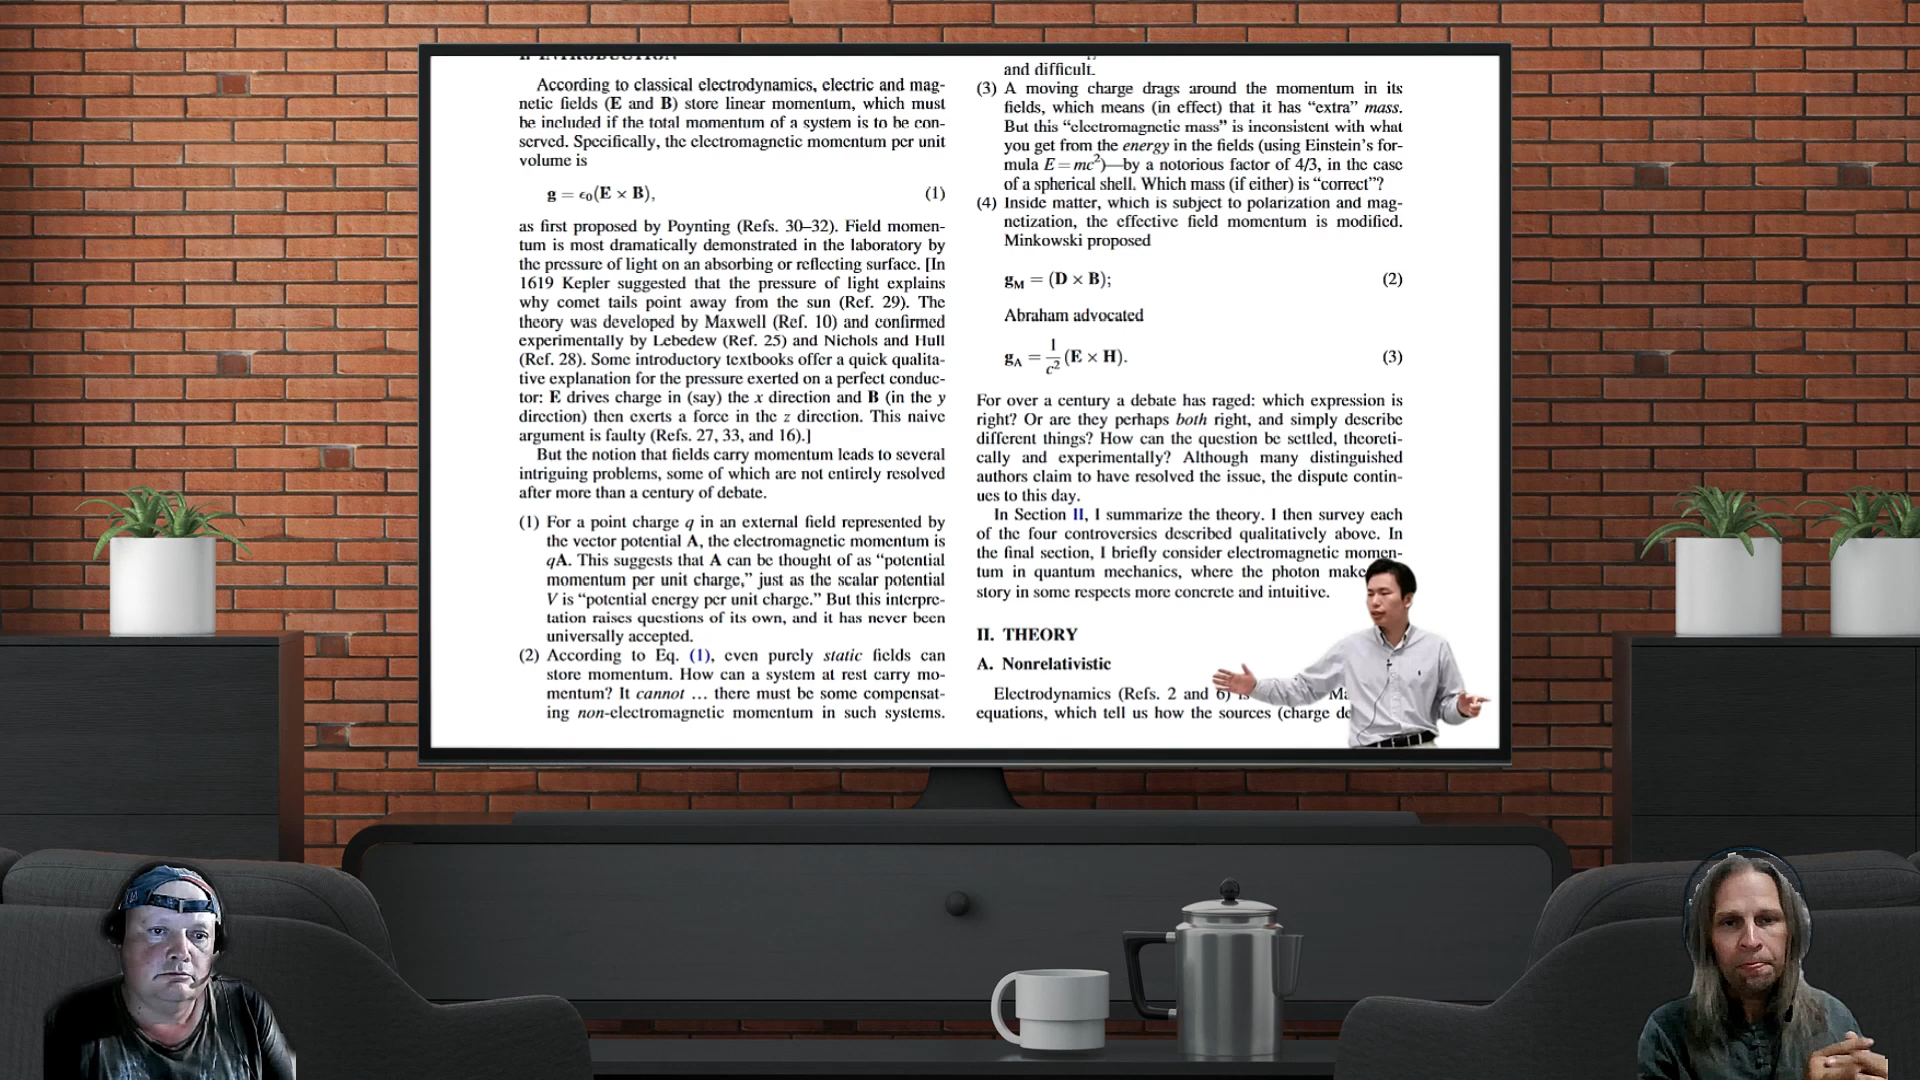 I. INTRODUCTION
According to classical electrodynamics, electric and mag-
netic fields (E and B) store linear momentum, which must
be included if the total momentum of a system is to be con-
served. Specifically, the electromagnetic momentum per unit
volume is
g = ϵ0(E × B), (1)
as first proposed by Poynting (Refs. 30–32). Field momen-
tum is most dramatically demonstrated in the laboratory by
the pressure of light on an absorbing or reflecting surface. [In
1619 Kepler suggested that the pressure of light explains
why comet tails point away from the sun (Ref. 29). The
theory was developed by Maxwell (Ref. 10) and confirmed
experimentally by Lebedew (Ref. 25) and Nichols and Hull
(Ref. 28). Some introductory textbooks offer a quick qualita-
tive explanation for the pressure exerted on a perfect conduc-
tor: E drives charge in (say) the x direction and B (in the y
direction) then exerts a force in the z direction. This naive
argument is faulty (Refs. 27, 33, and 16).]
But the notion that fields carry momentum leads to several
intriguing problems, some of which are not entirely resolved
after more than a century of debate.
(1) For a point charge q in an external field represented by
the vector potential A, the electromagnetic momentum is
qA. This suggests that A can be thought of as “potential
momentum per unit charge,” just as the scalar potential
V is “potential energy per unit charge.” But this interpre-
tation raises questions of its own, and it has never been
universally accepted.
(2) According to Eq. (1), even purely static fields can
store momentum. How can a system at rest carry mo-
mentum? It cannot … there must be some compensat-
ing non-electromagnetic momentum in such systems.
and difficult.
(3) A moving charge drags around the momentum in its
fields, which means (in effect) that it has “extra” mass.
But this “electromagnetic mass” is inconsistent with what
you get from the energy in the fields (using Einstein’s for-
mula E = mc²)—by a notorious factor of 4/3, in the case
of a spherical shell. Which mass (if either) is “correct”?
(4) Inside matter, which is subject to polarization and mag-
netization, the effective field momentum is modified.
Minkowski proposed
gM = (D × B); (2)
Abraham advocated
gA = 1/c² (E × H). (3)
For over a century a debate has raged: which expression is
right? Or are they perhaps both right, and simply describe
different things? How can the question be settled, theoreti-
cally and experimentally? Although many distinguished
authors claim to have resolved the issue, the dispute contin-
ues to this day.
In Section II, I summarize the theory. I then survey each
of the four controversies described qualitatively above. In
the final section, I briefly consider electromagnetic momen-
tum in quantum mechanics, where the photon make
story in some respects more concrete and intuitive.
II. THEORY
A. Nonrelativistic
Electrodynamics (Refs. 2 and 6) is Ma
equations, which tell us how the sources (charge de